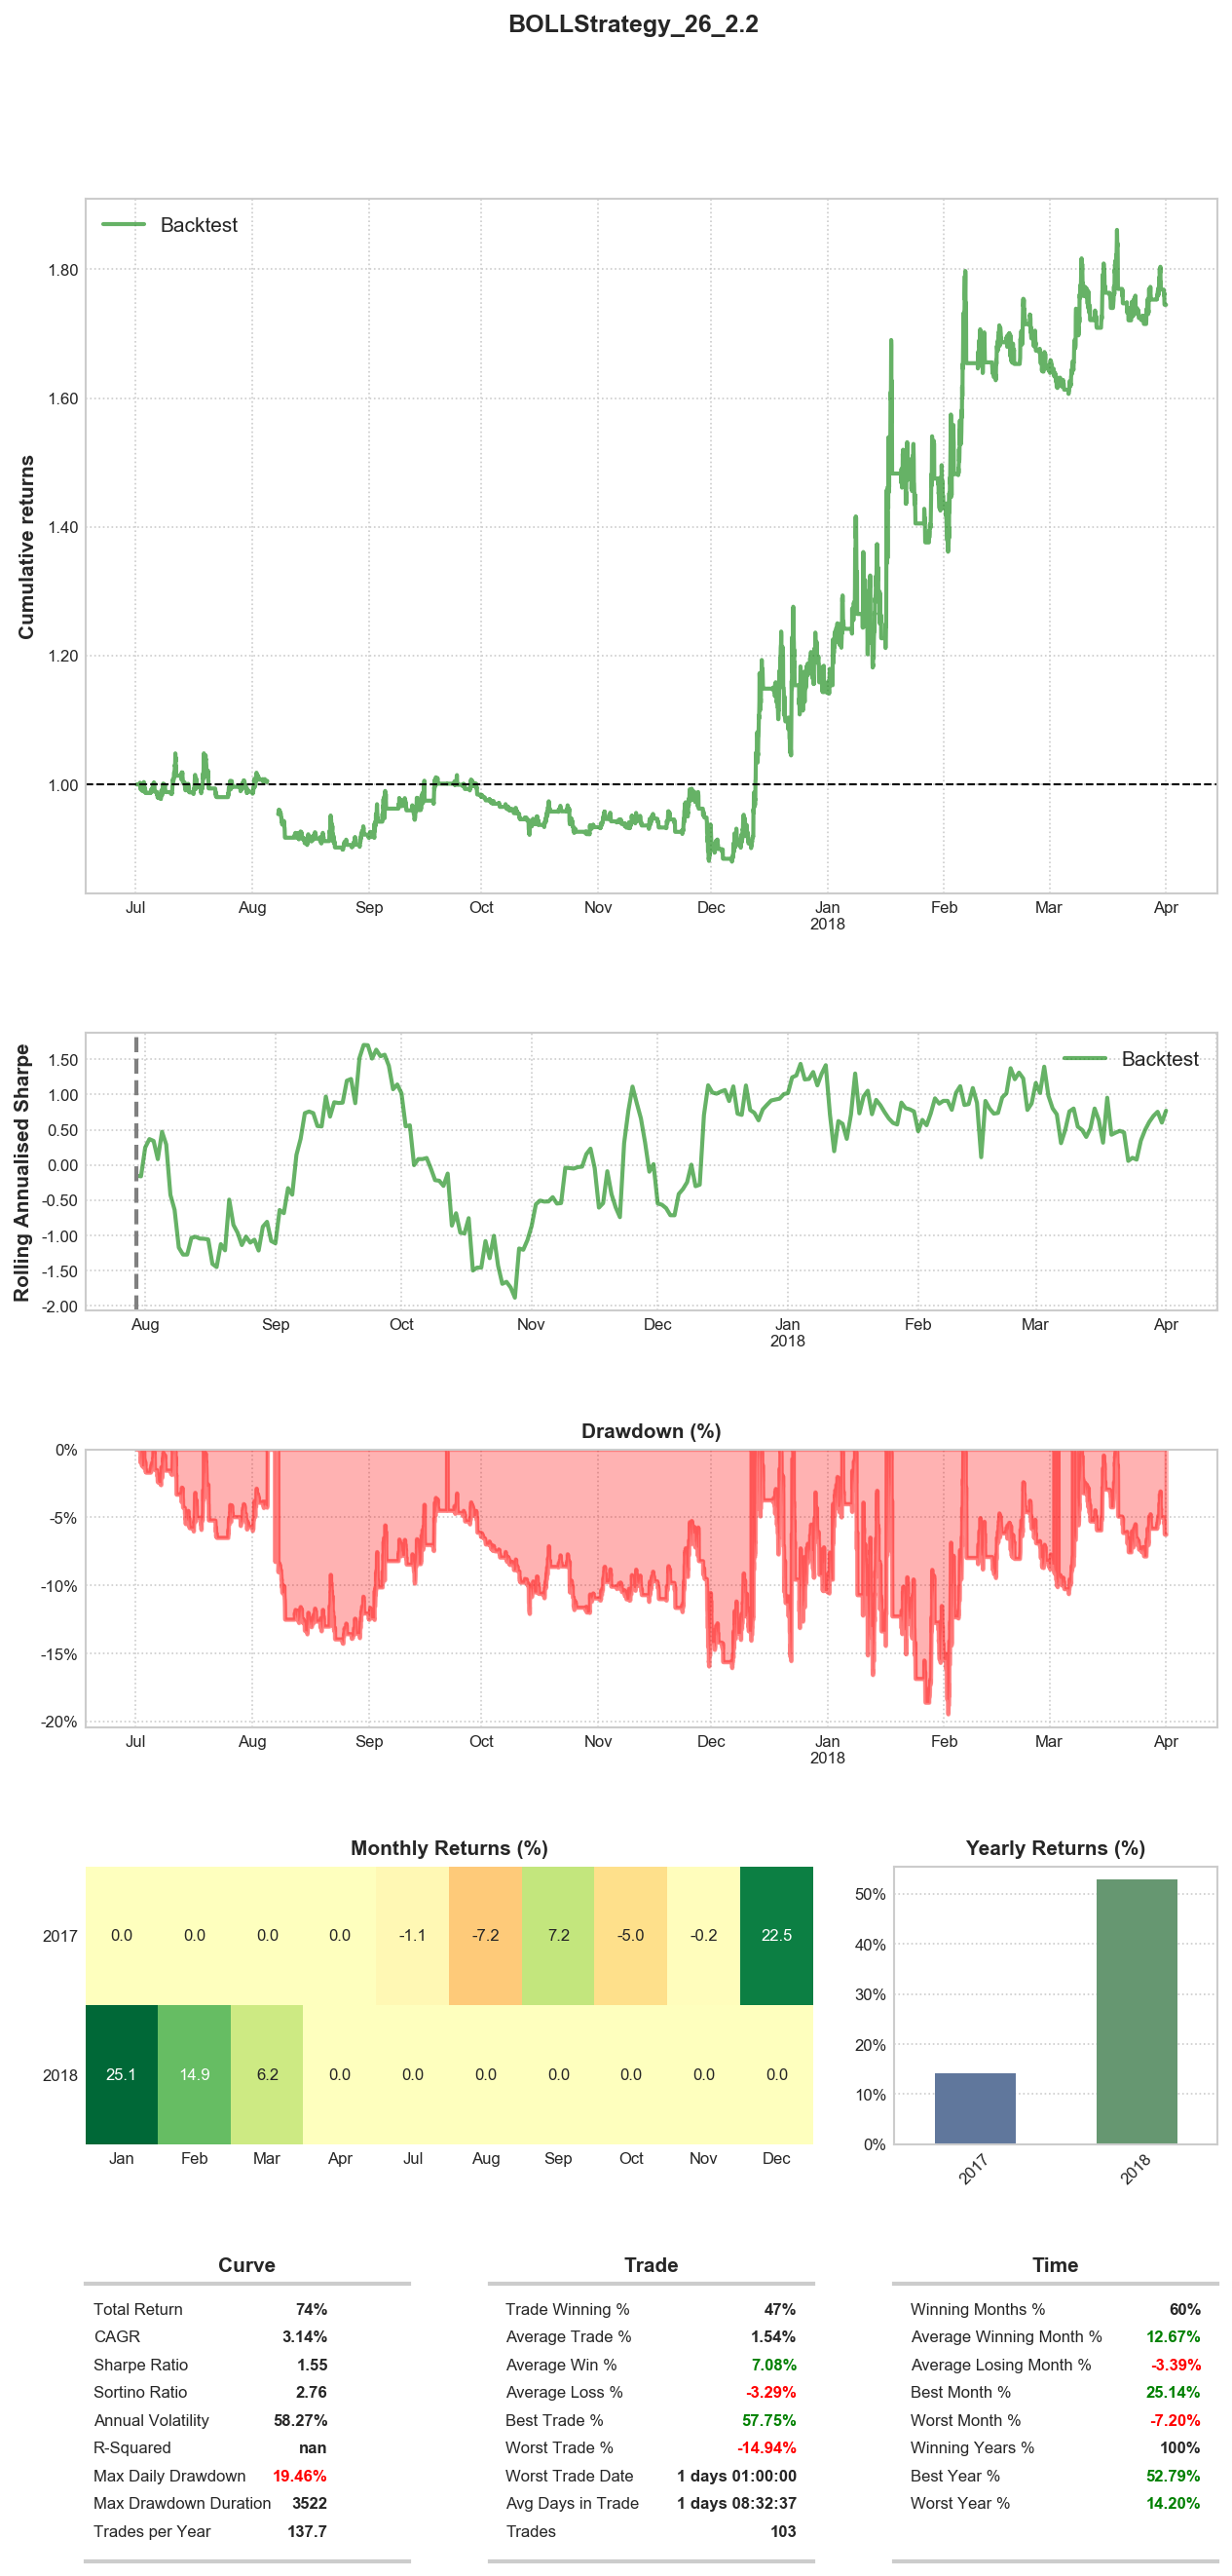 BOLLStrategy_26_2.2
Backtest
Cumulative returns
1.80
1.60
1.40
1.20
1.00
Jul Aug Sep Oct Nov Dec Jan Feb Mar Apr
2018
Rolling Annualised Sharpe
Backtest
1.50
1.00
0.50
0.00
-0.50
-1.00
-1.50
-2.00
Aug Sep Oct Nov Dec Jan Feb Mar Apr
2018
Drawdown (%)
0%
-5%
-10%
-15%
-20%
Jul Aug Sep Oct Nov Dec Jan Feb Mar Apr
2018
Monthly Returns (%)
2017 0.0 0.0 0.0 0.0 -1.1 -7.2 7.2 -5.0 -0.2 22.5
2018 25.1 14.9 6.2 0.0 0.0 0.0 0.0 0.0 0.0 0.0
Jan Feb Mar Apr Jul Aug Sep Oct Nov Dec
Yearly Returns (%)
50%
40%
30%
20%
10%
0%
2017 2018
Curve
Total Return 74%
CAGR 3.14%
Sharpe Ratio 1.55
Sortino Ratio 2.76
Annual Volatility 58.27%
R-Squared nan
Max Daily Drawdown 19.46%
Max Drawdown Duration 3522
Trades per Year 137.7
Trade
Trade Winning % 47%
Average Trade % 1.54%
Average Win % 7.08%
Average Loss % -3.29%
Best Trade % 57.75%
Worst Trade % -14.94%
Worst Trade Date 1 days 01:00:00
Avg Days in Trade 1 days 08:32:37
Trades 103
Time
Winning Months % 60%
Average Winning Month % 12.67%
Average Losing Month % -3.39%
Best Month % 25.14%
Worst Month % -7.20%
Winning Years % 100%
Best Year % 52.79%
Worst Year % 14.20%